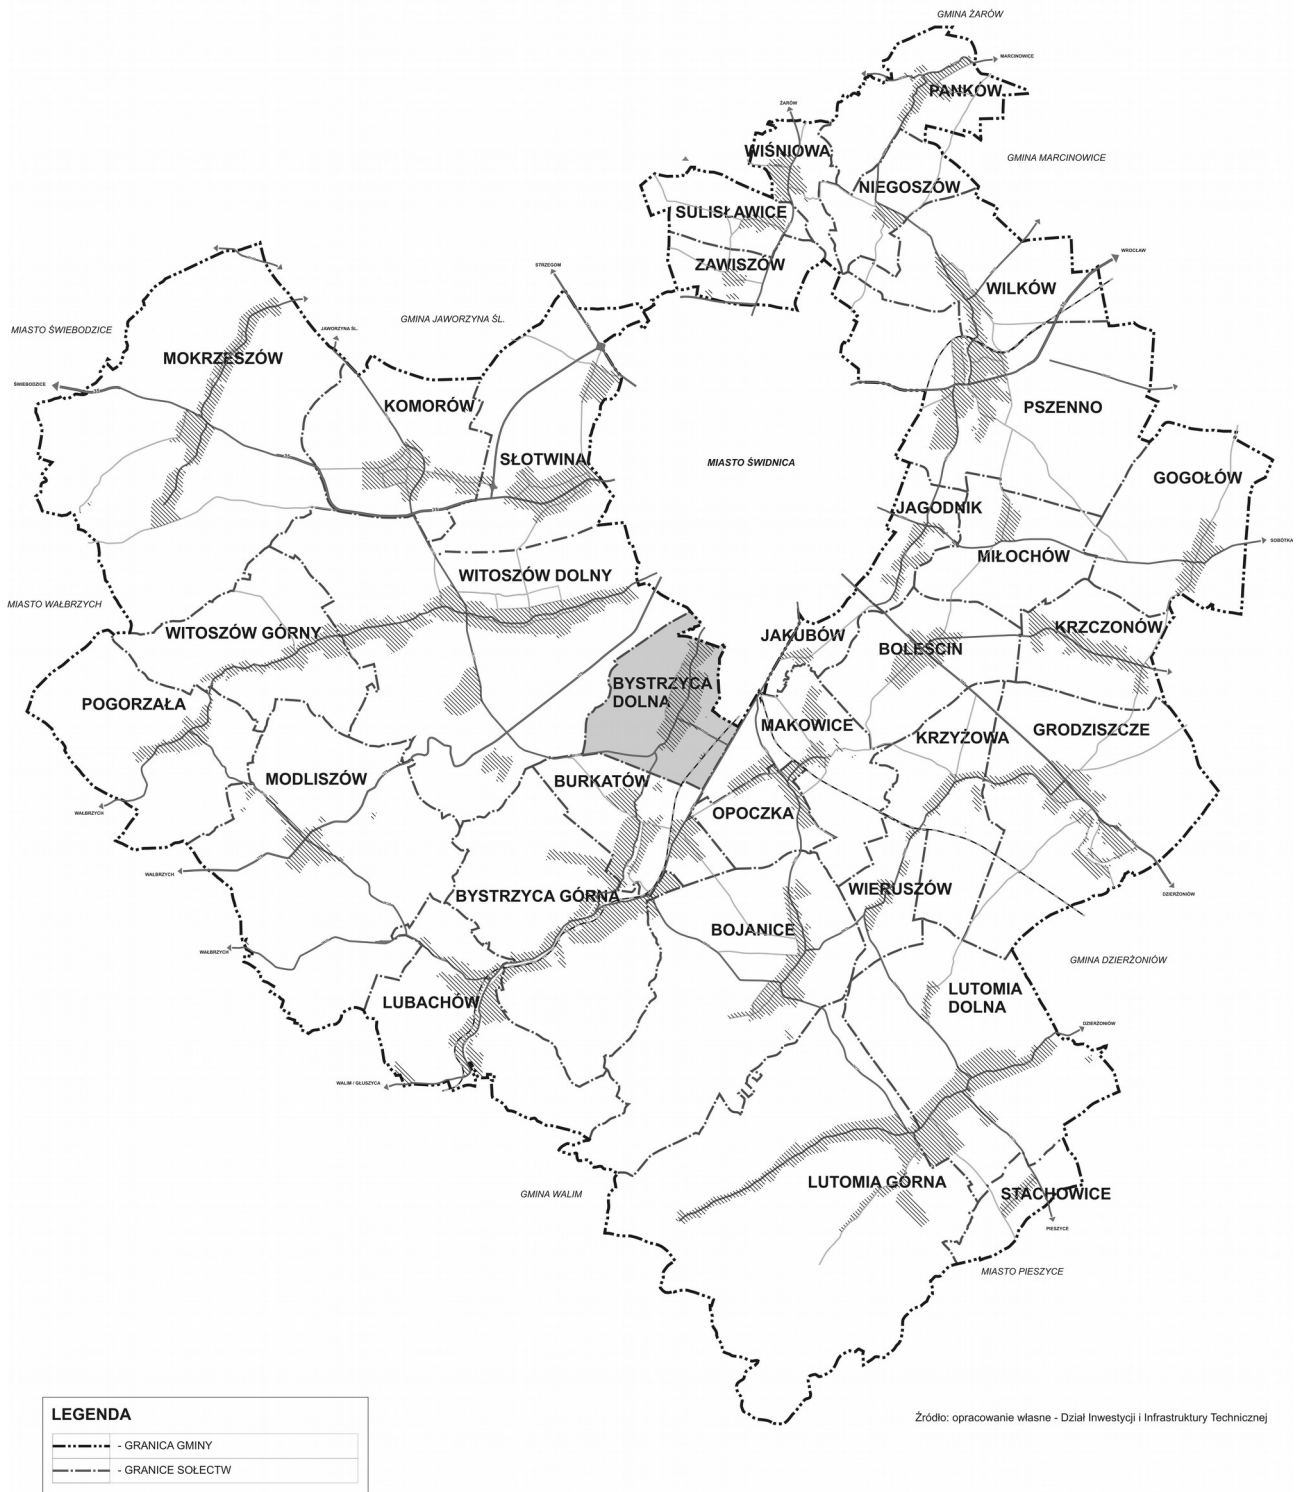 GMINA ŻARÓW
MARCINOWICE
PANKÓW
ŻARÓW
WIŚNIOWA
GMINA MARCINOWICE
NIEGOSZÓW
SULISŁAWICE
WROCŁAW
ZAWISZÓW
STRZEGOM
WILKÓW
GMINA JAWORZYNA ŚL.
MIASTO ŚWIEBODZICE
JAWORZYNA ŚL.
MOKRZESZÓW
ŚWIEBODZICE
KOMORÓW
PSZENNO
SŁOTWINA
MIASTO ŚWIDNICA
GOGOŁÓW
JAGODNIK
SOBÓTKA
MIŁOCHÓW
WITOSZÓW DOLNY
MIASTO WAŁBRZYCH
WITOSZÓW GÓRNY
JAKUBÓW
KRZCZONÓW
BOLEŚCIN
BYSTRZYCA
DOLNA
POGORZAŁA
MAKOWICE
KRZYŻOWA
GRODZISZCZE
MODLISZÓW
BURKATÓW
WAŁBRZYCH
OPOCZKA
WAŁBRZYCH
WIERUSZÓW
DZIERŻONIÓW
BYSTRZYCA GÓRNA
BOJANICE
WAŁBRZYCH
GMINA DZIERŻONIÓW
LUTOMIA
DOLNA
LUBACHÓW
DZIERŻONIÓW
WALIM / GŁUSZYCA
LUTOMIA GÓRNA
GMINA WALIM
STACHOWICE
PIESZYCE
MIASTO PIESZYCE
LEGENDA
- GRANICA GMINY
- GRANICE SOŁECTW
Źródło: opracowanie własne - Dział Inwestycji i Infrastruktury Technicznej